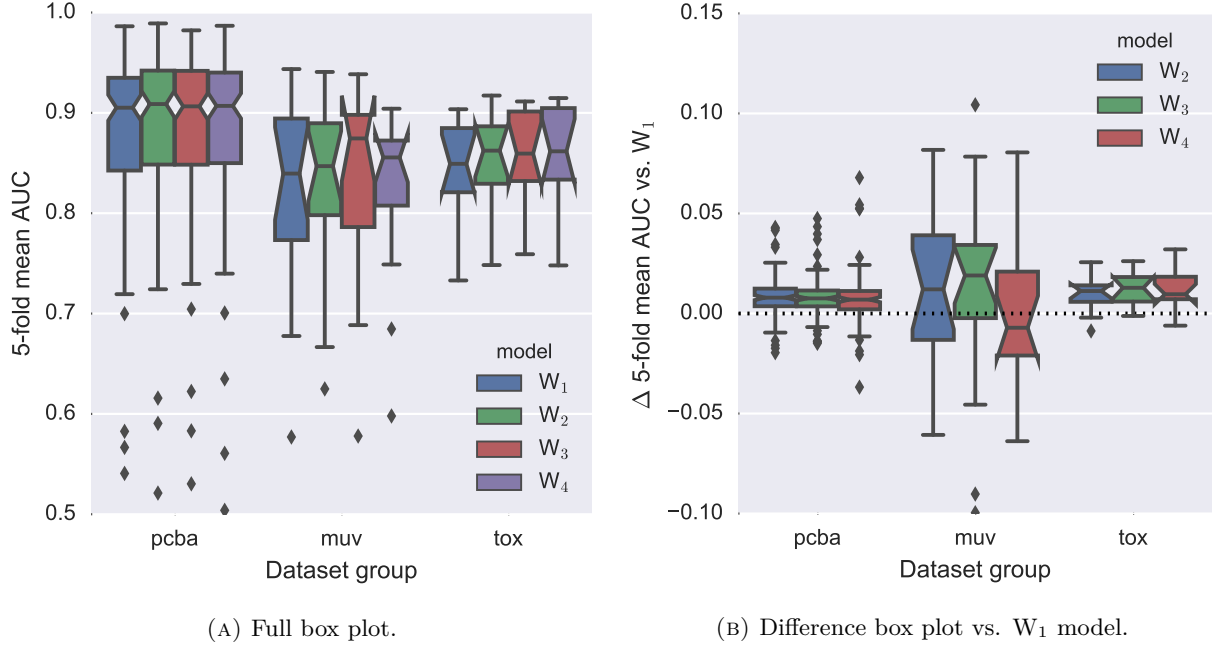 1.0
0.9
0.8
0.7
0.6
0.5
5-fold mean AUC
model
W₁
W₂
W₃
W₄
pcba muv tox
Dataset group
(A) Full box plot.
0.15
0.10
0.05
0.00
−0.05
−0.10
Δ 5-fold mean AUC vs. W₁
model
W₂
W₃
W₄
pcba muv tox
Dataset group
(B) Difference box plot vs. W₁ model.